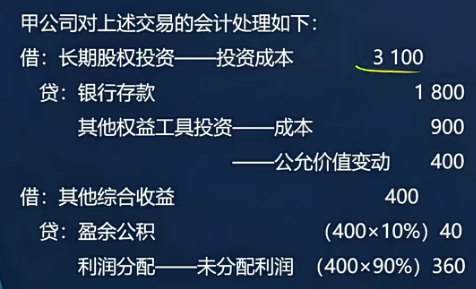 甲公司对上述交易的会计处理如下：
借：长期股权投资——投资成本 3 100
贷：银行存款 1 800
其他权益工具投资——成本 900
——公允价值变动 400
借：其他综合收益 400
贷：盈余公积 (400×10%) 40
利润分配——未分配利润 (400×90%) 360